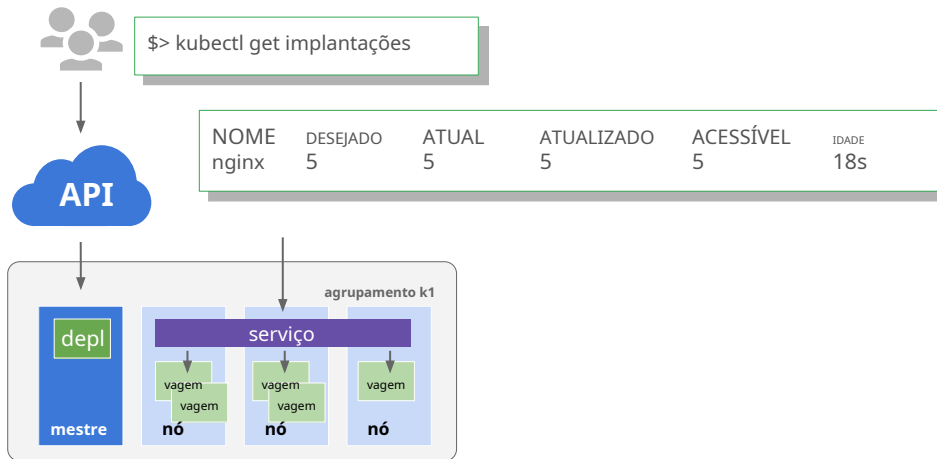 $> kubectl get implantações
NOME DESEJADO ATUAL ATUALIZADO ACESSÍVEL IDADE
nginx 5 5 5 5 18s
API
agrupamento k1
depl
serviço
vagem vagem vagem
vagem vagem
mestre nó nó nó